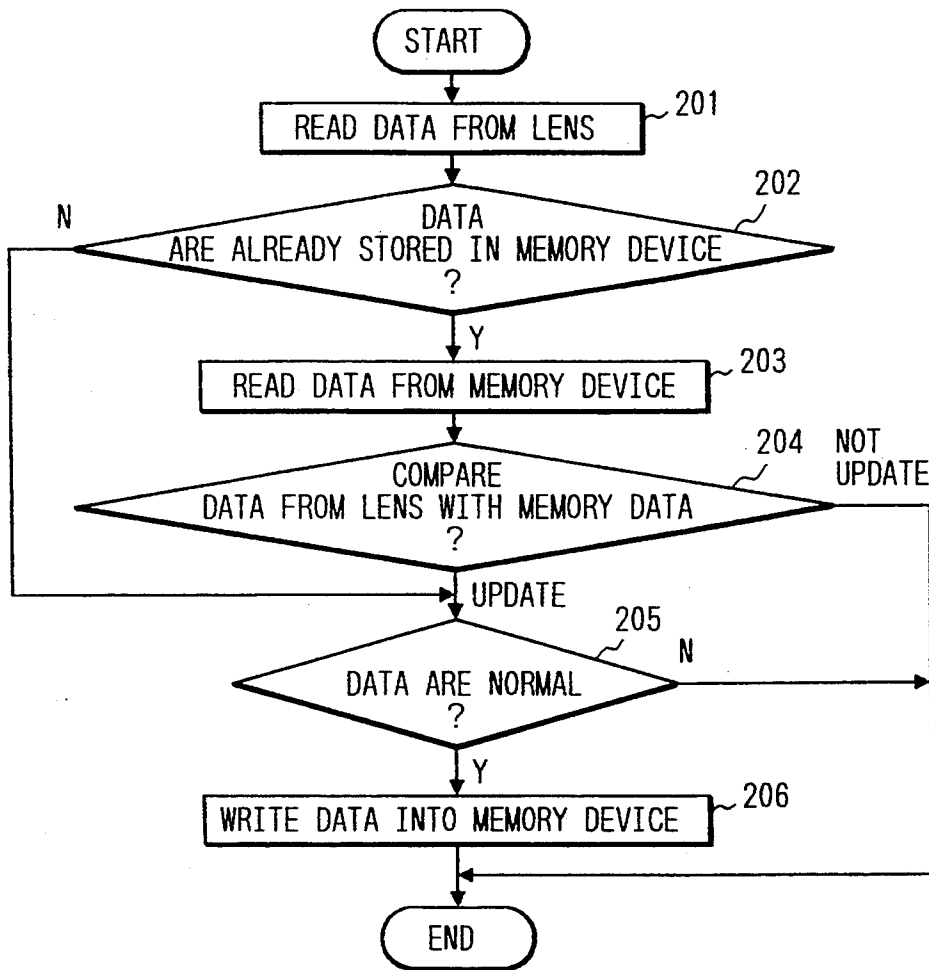 START
201
READ DATA FROM LENS
202
N
DATA
ARE ALREADY STORED IN MEMORY DEVICE
?
Y
203
READ DATA FROM MEMORY DEVICE
204
NOT
UPDATE
COMPARE
DATA FROM LENS WITH MEMORY DATA
?
UPDATE
205
N
DATA ARE NORMAL
?
Y
206
WRITE DATA INTO MEMORY DEVICE
END